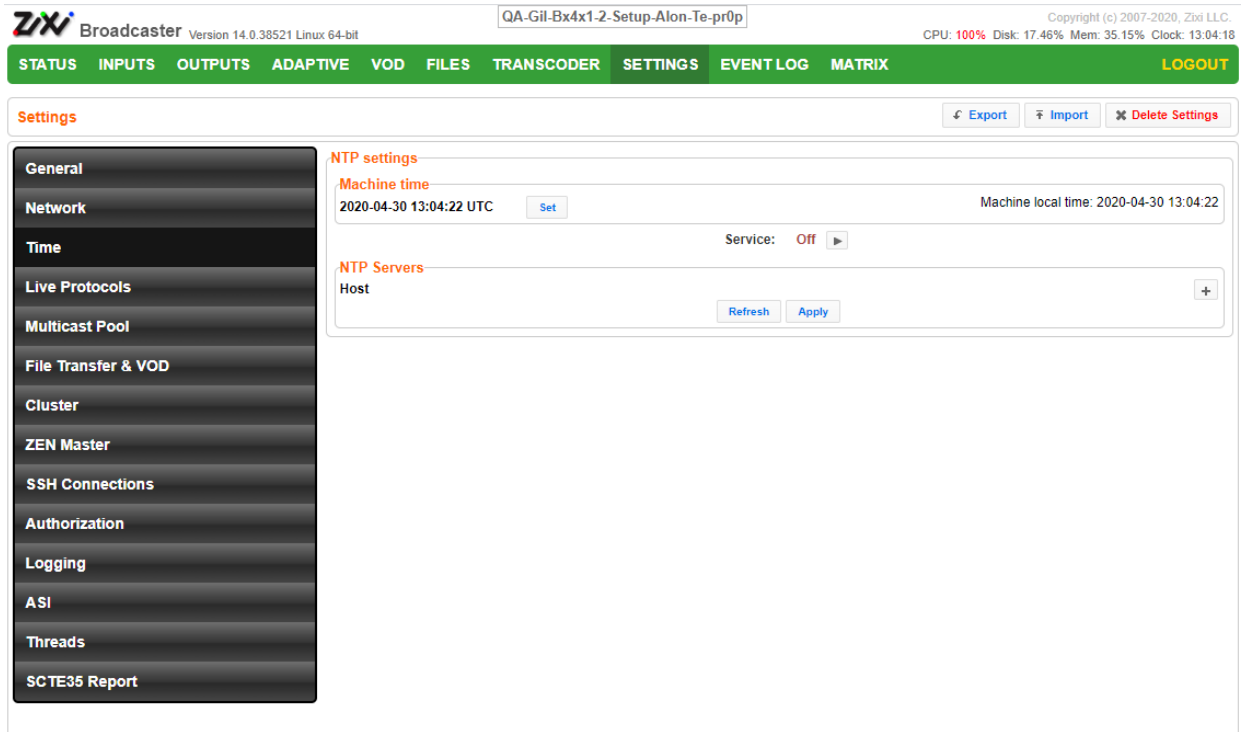 ZiXi Broadcaster Version 14.0.38521 Linux 64-bit
QA-Gil-Bx4x1-2-Setup-Alon-Te-pr0p
Copyright (c) 2007-2020, Zixi LLC.
CPU: 100% Disk: 17.46% Mem: 35.15% Clock: 13:04:18
STATUS INPUTS OUTPUTS ADAPTIVE VOD FILES TRANSCODER SETTINGS EVENT LOG MATRIX LOGOUT
Settings
Export Import Delete Settings
General
Network
Time
Live Protocols
Multicast Pool
File Transfer & VOD
Cluster
ZEN Master
SSH Connections
Authorization
Logging
ASI
Threads
SCTE35 Report
NTP settings
Machine time
2020-04-30 13:04:22 UTC Set Machine local time: 2020-04-30 13:04:22
Service: Off
NTP Servers
Host +
Refresh Apply